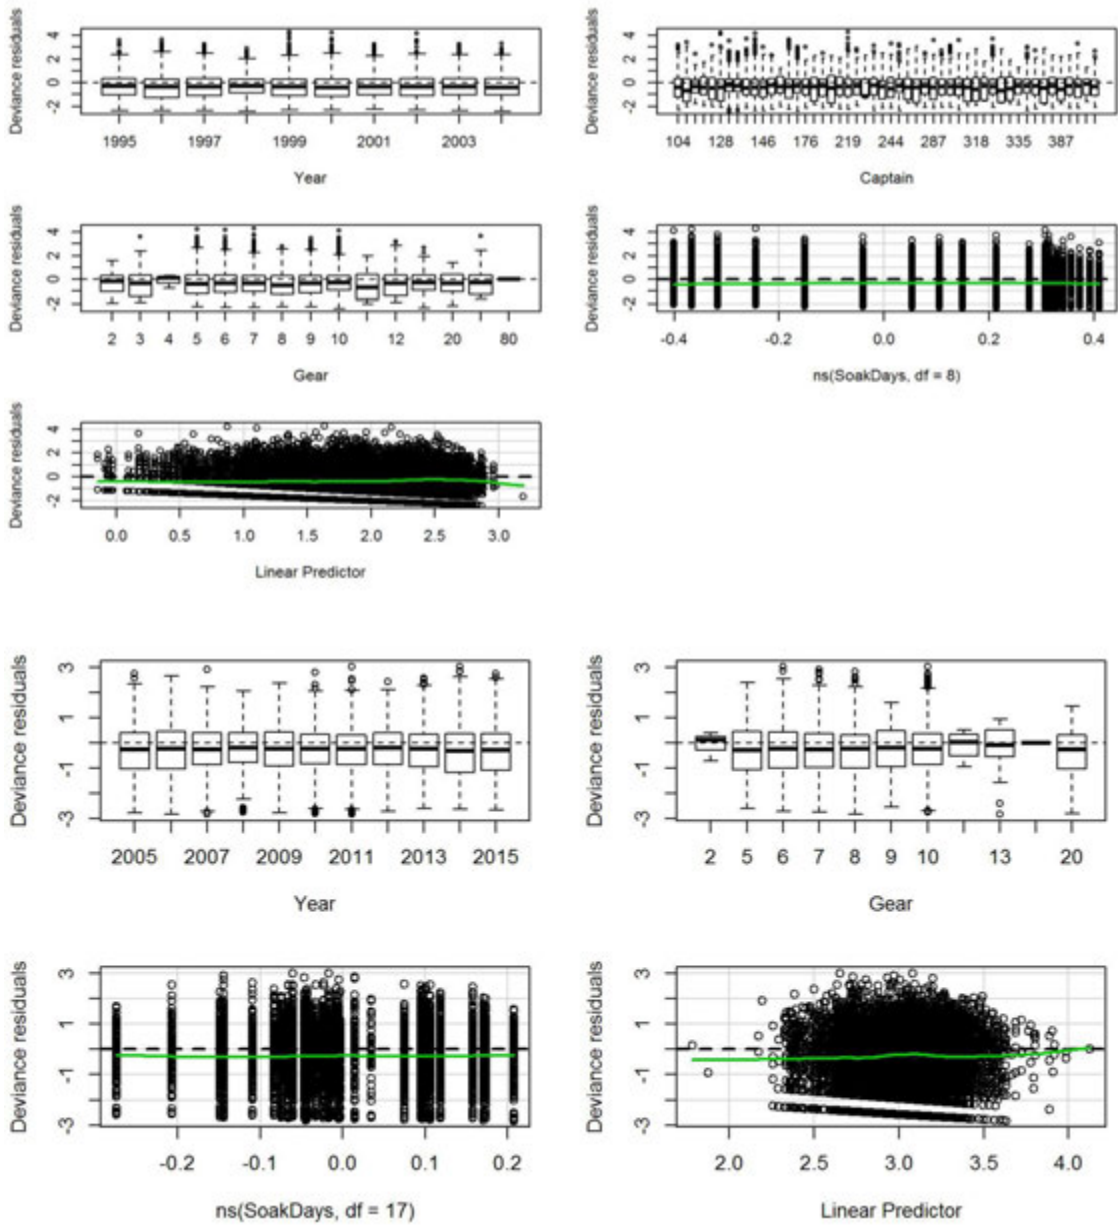 Deviance residuals
4
2
0
-2
1995 1997 1999 2001 2003
Year
Deviance residuals
4
2
0
-2
104 128 146 176 219 244 287 318 335 387
Captain
Deviance residuals
4
2
0
-2
2 3 4 5 6 7 8 9 10 12 20 80
Gear
Deviance residuals
4
2
0
-2
-0.4 -0.2 0.0 0.2 0.4
ns(SoakDays, df = 8)
Deviance residuals
4
2
0
-2
0.0 0.5 1.0 1.5 2.0 2.5 3.0
Linear Predictor
Deviance residuals
3
1
-1
-3
2005 2007 2009 2011 2013 2015
Year
Deviance residuals
3
1
-1
-3
2 5 6 7 8 9 10 13 20
Gear
Deviance residuals
3
1
-1
-3
-0.2 -0.1 0.0 0.1 0.2
ns(SoakDays, df = 17)
Deviance residuals
3
1
-1
-3
2.0 2.5 3.0 3.5 4.0
Linear Predictor